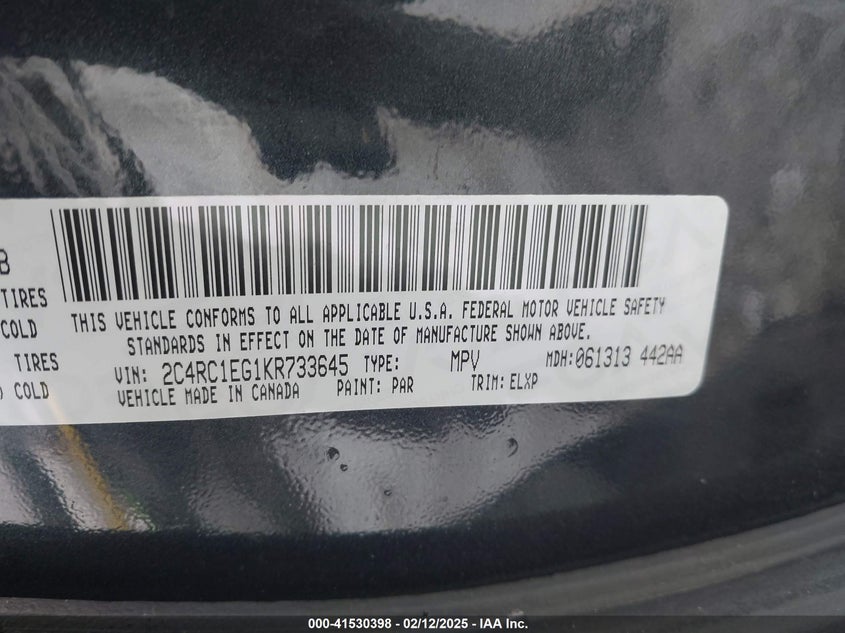 B
TIRES
COLD
THIS VEHICLE CONFORMS TO ALL APPLICABLE U.S.A. FEDERAL MOTOR VEHICLE SAFETY
STANDARDS IN EFFECT ON THE DATE OF MANUFACTURE SHOWN ABOVE.
TIRES
VIN: 2C4RC1EG1KR733645 TYPE: MPV MDH:061313 442AA
COLD
VEHICLE MADE IN CANADA PAINT: PAR TRIM: ELXP
000-41530398 - 02/12/2025 - IAA Inc.